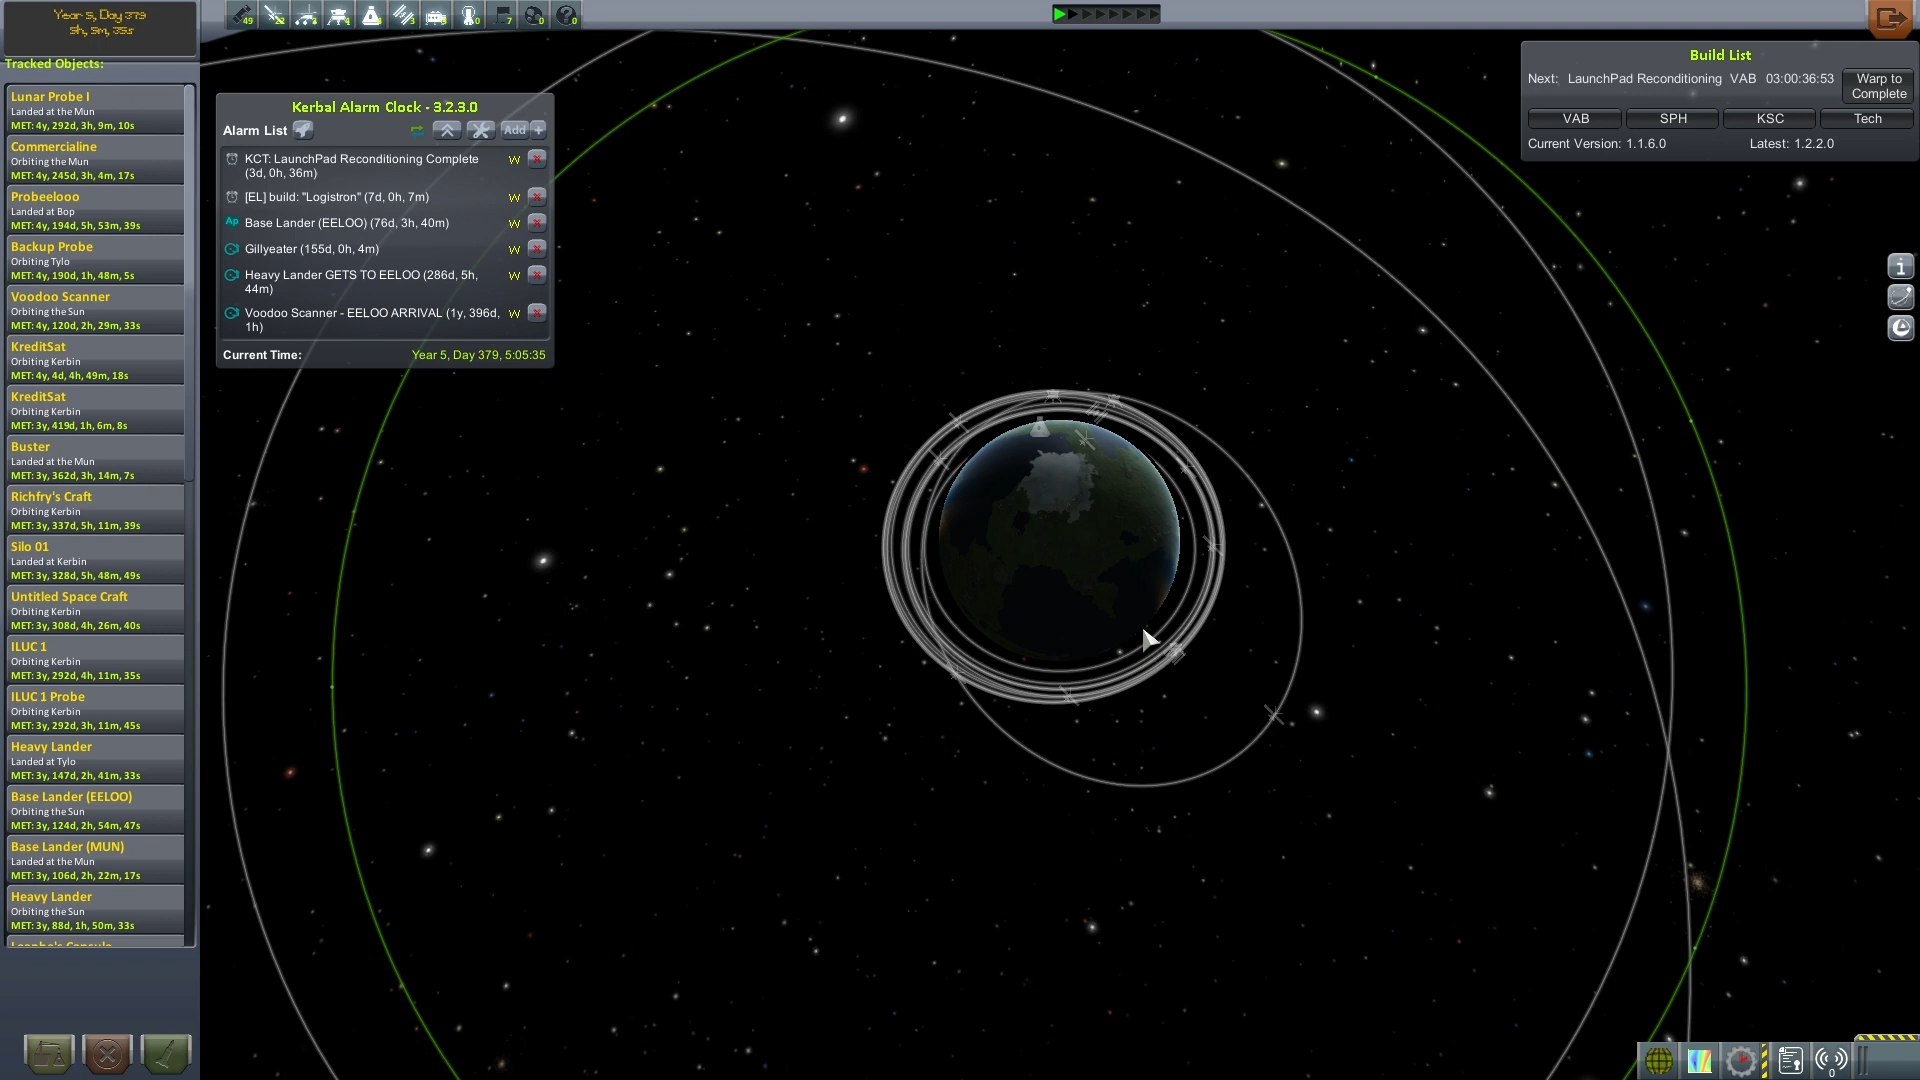 Year 5, Day 379
5h, 5m, 35s
Tracked Objects:
Lunar Probe I
Landed at the Mun
MET: 4y, 292d, 3h, 9m, 10s
Commercialine
Orbiting the Mun
MET: 4y, 245d, 3h, 4m, 17s
Probeelooo
Landed at Bop
MET: 4y, 194d, 5h, 53m, 39s
Backup Probe
Orbiting Tylo
MET: 4y, 190d, 1h, 48m, 5s
Voodoo Scanner
Orbiting the Sun
MET: 4y, 120d, 2h, 29m, 33s
KreditSat
Orbiting Kerbin
MET: 4y, 4d, 4h, 49m, 18s
KreditSat
Orbiting Kerbin
MET: 3y, 419d, 1h, 6m, 8s
Buster
Landed at the Mun
MET: 3y, 362d, 3h, 14m, 7s
Richfry's Craft
Orbiting Kerbin
MET: 3y, 337d, 5h, 11m, 39s
Silo 01
Landed at Kerbin
MET: 3y, 328d, 5h, 48m, 49s
Untitled Space Craft
Orbiting Kerbin
MET: 3y, 308d, 4h, 26m, 40s
ILUC 1
Orbiting Kerbin
MET: 3y, 292d, 4h, 11m, 35s
ILUC 1 Probe
Orbiting Kerbin
MET: 3y, 292d, 3h, 11m, 45s
Heavy Lander
Landed at Tylo
MET: 3y, 147d, 2h, 41m, 33s
Base Lander (EELOO)
Orbiting the Sun
MET: 3y, 124d, 2h, 54m, 47s
Base Lander (MUN)
Landed at the Mun
MET: 3y, 106d, 2h, 22m, 17s
Heavy Lander
Orbiting the Sun
MET: 3y, 88d, 1h, 50m, 33s
49
0
0
7
0
0
Kerbal Alarm Clock - 3.2.3.0
Alarm List
Add +
KCT: LaunchPad Reconditioning Complete W
(3d, 0h, 36m)
[EL] build: "Logistron" (7d, 0h, 7m) W
Ap Base Lander (EELOO) (76d, 3h, 40m) W
Gillyeater (155d, 0h, 4m) W
Heavy Lander GETS TO EELOO (286d, 5h, W
44m)
Voodoo Scanner - EELOO ARRIVAL (1y, 396d, W
1h)
Current Time: Year 5, Day 379, 5:05:35
Build List
Next: LaunchPad Reconditioning VAB 03:00:36:53
Warp to
Complete
VAB SPH KSC Tech
Current Version: 1.1.6.0 Latest: 1.2.2.0
0